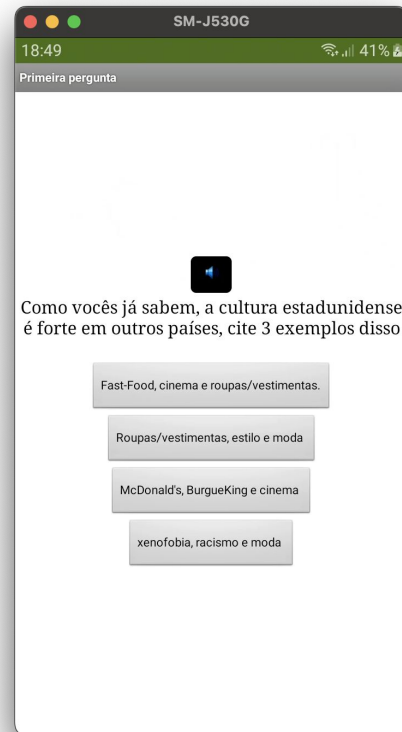 SM-J530G
18:49
41%
Primeira pergunta
Como vocês já sabem, a cultura estadunidense
é forte em outros países, cite 3 exemplos disso
Fast-Food, cinema e roupas/vestimentas.
Roupas/vestimentas, estilo e moda
McDonald's, BurgueKing e cinema
xenofobia, racismo e moda